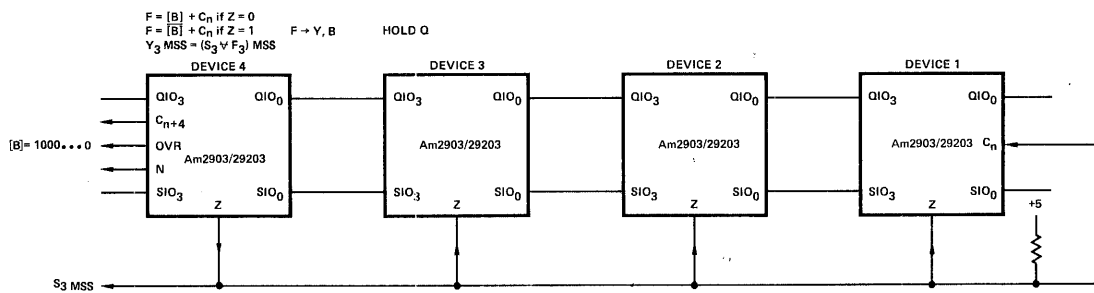 F = [B] + Cn if Z = 0
F = [B̅] + Cn if Z = 1 F → Y, B HOLD Q
Y3 MSS = (S3 ∀ F3) MSS
DEVICE 4 DEVICE 3 DEVICE 2 DEVICE 1
QIO3 QIO0 QIO3 QIO0 QIO3 QIO0 QIO3 QIO0
Cn+4
[B] = 1000...0 OVR Am2903/29203 Am2903/29203 Am2903/29203 Am2903/29203 Cn
N
SIO3 SIO0 SIO3 SIO0 SIO3 SIO0 SIO3 SIO0
Z Z Z Z +5
S3 MSS